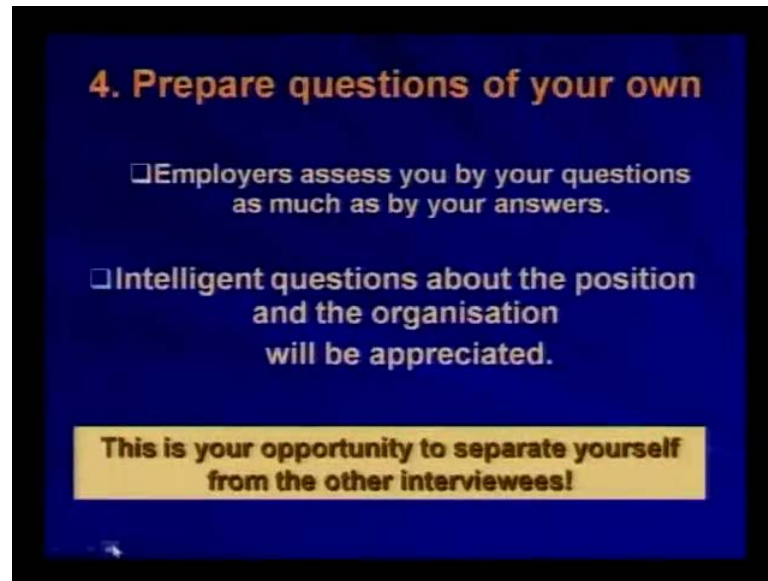 4. Prepare questions of your own
❑Employers assess you by your questions
as much as by your answers.
❑Intelligent questions about the position
and the organisation
will be appreciated.
This is your opportunity to separate yourself
from the other interviewees!